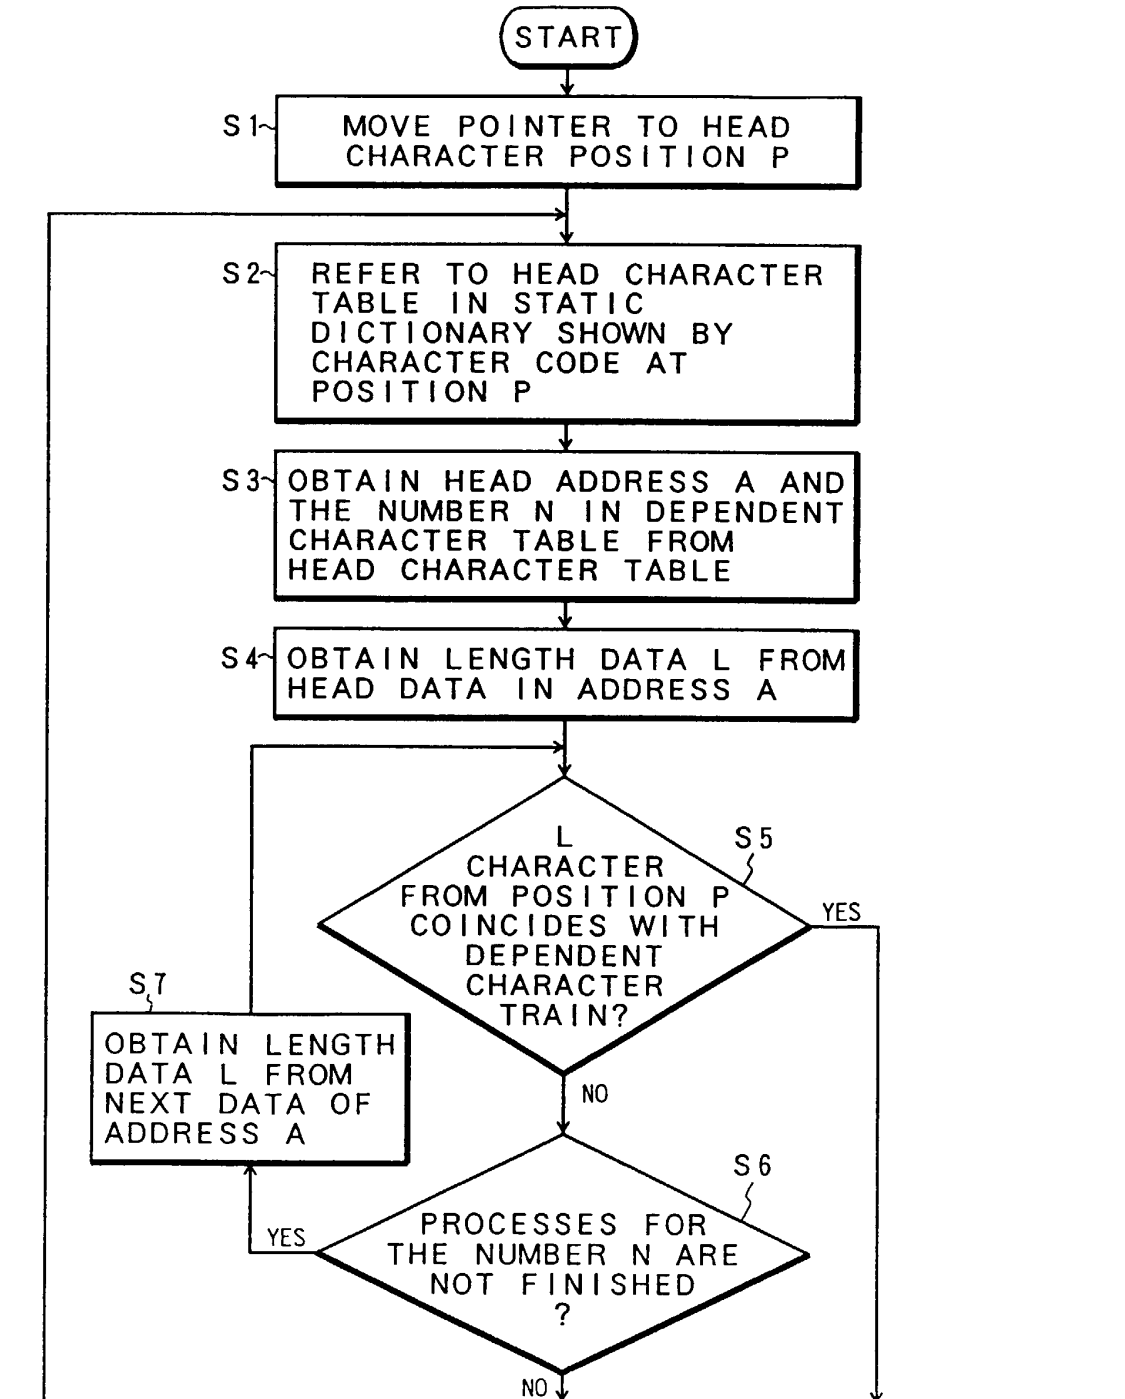 START
S1
MOVE POINTER TO HEAD
CHARACTER POSITION P
S2
REFER TO HEAD CHARACTER
TABLE IN STATIC
DICTIONARY SHOWN BY
CHARACTER CODE AT
POSITION P
S3
OBTAIN HEAD ADDRESS A AND
THE NUMBER N IN DEPENDENT
CHARACTER TABLE FROM
HEAD CHARACTER TABLE
S4
OBTAIN LENGTH DATA L FROM
HEAD DATA IN ADDRESS A
S5
L
CHARACTER
FROM POSITION P
COINCIDES WITH
DEPENDENT
CHARACTER
TRAIN?
YES
NO
S7
OBTAIN LENGTH
DATA L FROM
NEXT DATA OF
ADDRESS A
S6
PROCESSES FOR
THE NUMBER N ARE
NOT FINISHED
?
YES
NO